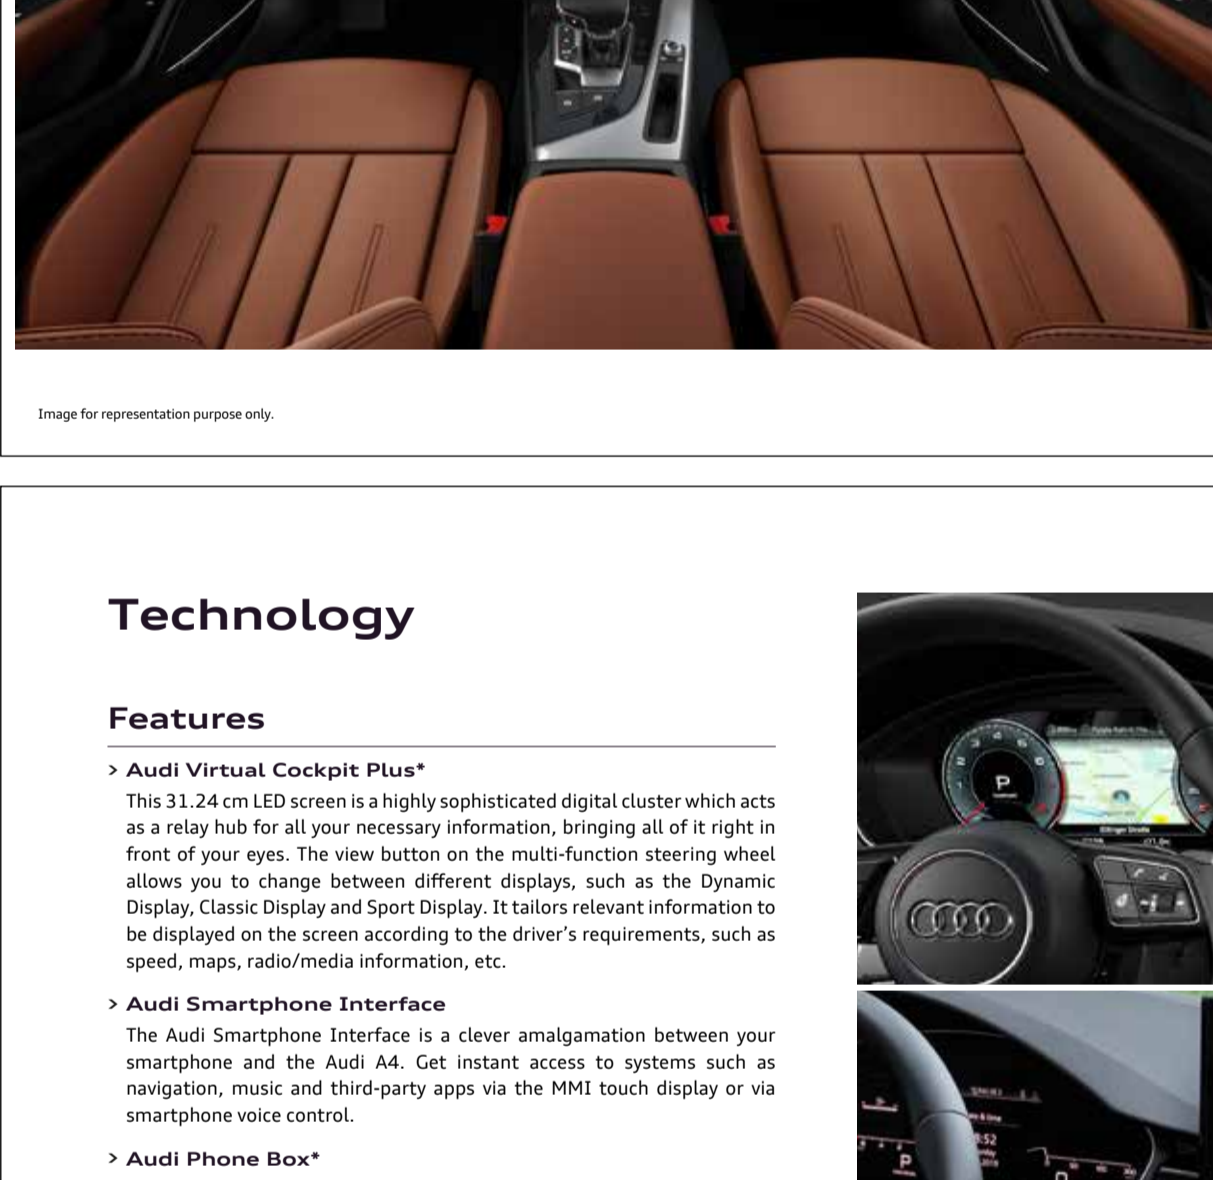 Image for representation purpose only.
Technology
Features
> Audi Virtual Cockpit Plus*
This 31.24 cm LED screen is a highly sophisticated digital cluster which acts
as a relay hub for all your necessary information, bringing all of it right in
front of your eyes. The view button on the multi-function steering wheel
allows you to change between different displays, such as the Dynamic
Display, Classic Display and Sport Display. It tailors relevant information to
be displayed on the screen according to the driver’s requirements, such as
speed, maps, radio/media information, etc.
> Audi Smartphone Interface
The Audi Smartphone Interface is a clever amalgamation between your
smartphone and the Audi A4. Get instant access to systems such as
navigation, music and third-party apps via the MMI touch display or via
smartphone voice control.
> Audi Phone Box*
1 2 3 4 5 6
P
P